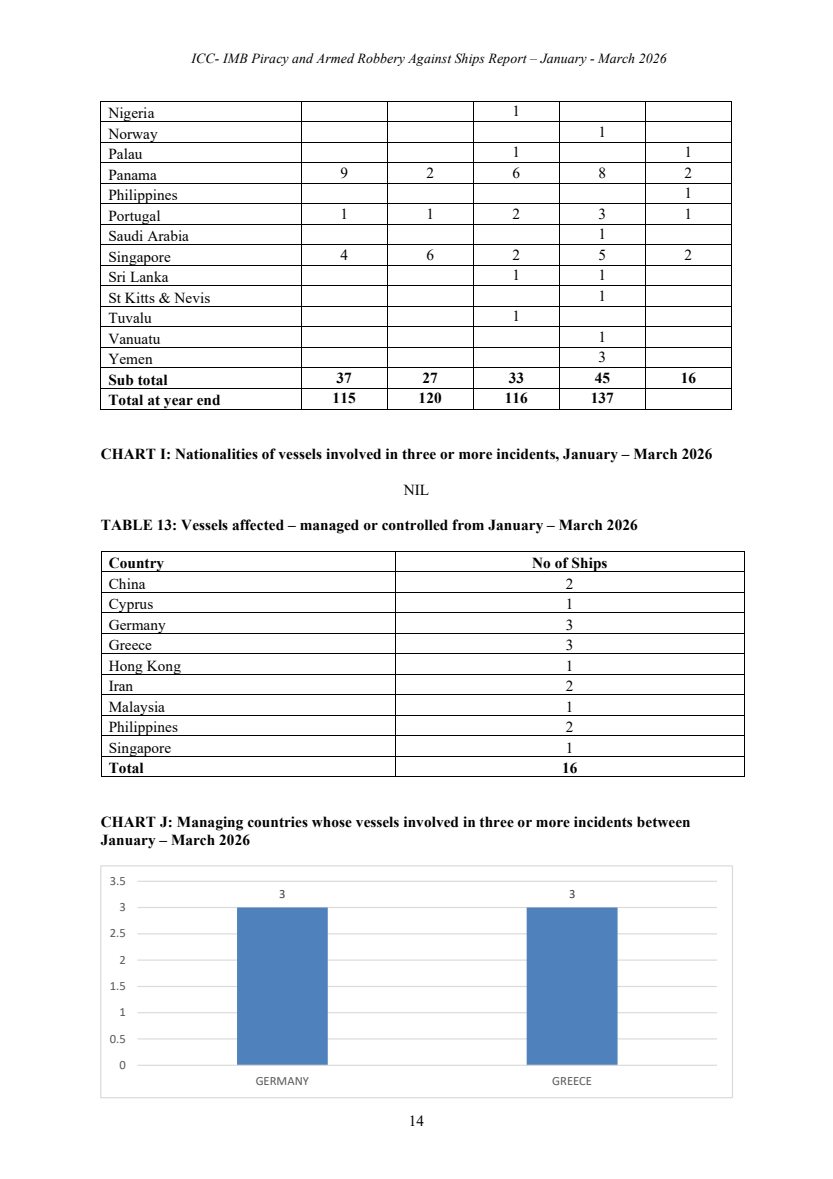 ICC- IMB Piracy and Armed Robbery Against Ships Report – January - March 2026
Nigeria 1
Norway 1
Palau 1 1
Panama 9 2 6 8 2
Philippines 1
Portugal 1 1 2 3 1
Saudi Arabia 1
Singapore 4 6 2 5 2
Sri Lanka 1 1
St Kitts & Nevis 1
Tuvalu 1
Vanuatu 1
Yemen 3
Sub total 37 27 33 45 16
Total at year end 115 120 116 137
CHART I: Nationalities of vessels involved in three or more incidents, January – March 2026
NIL
TABLE 13: Vessels affected – managed or controlled from January – March 2026
Country No of Ships
China 2
Cyprus 1
Germany 3
Greece 3
Hong Kong 1
Iran 2
Malaysia 1
Philippines 2
Singapore 1
Total 16
CHART J: Managing countries whose vessels involved in three or more incidents between
January – March 2026
3.5
3 3
3
2.5
2
1.5
1
0.5
0
GERMANY GREECE
14